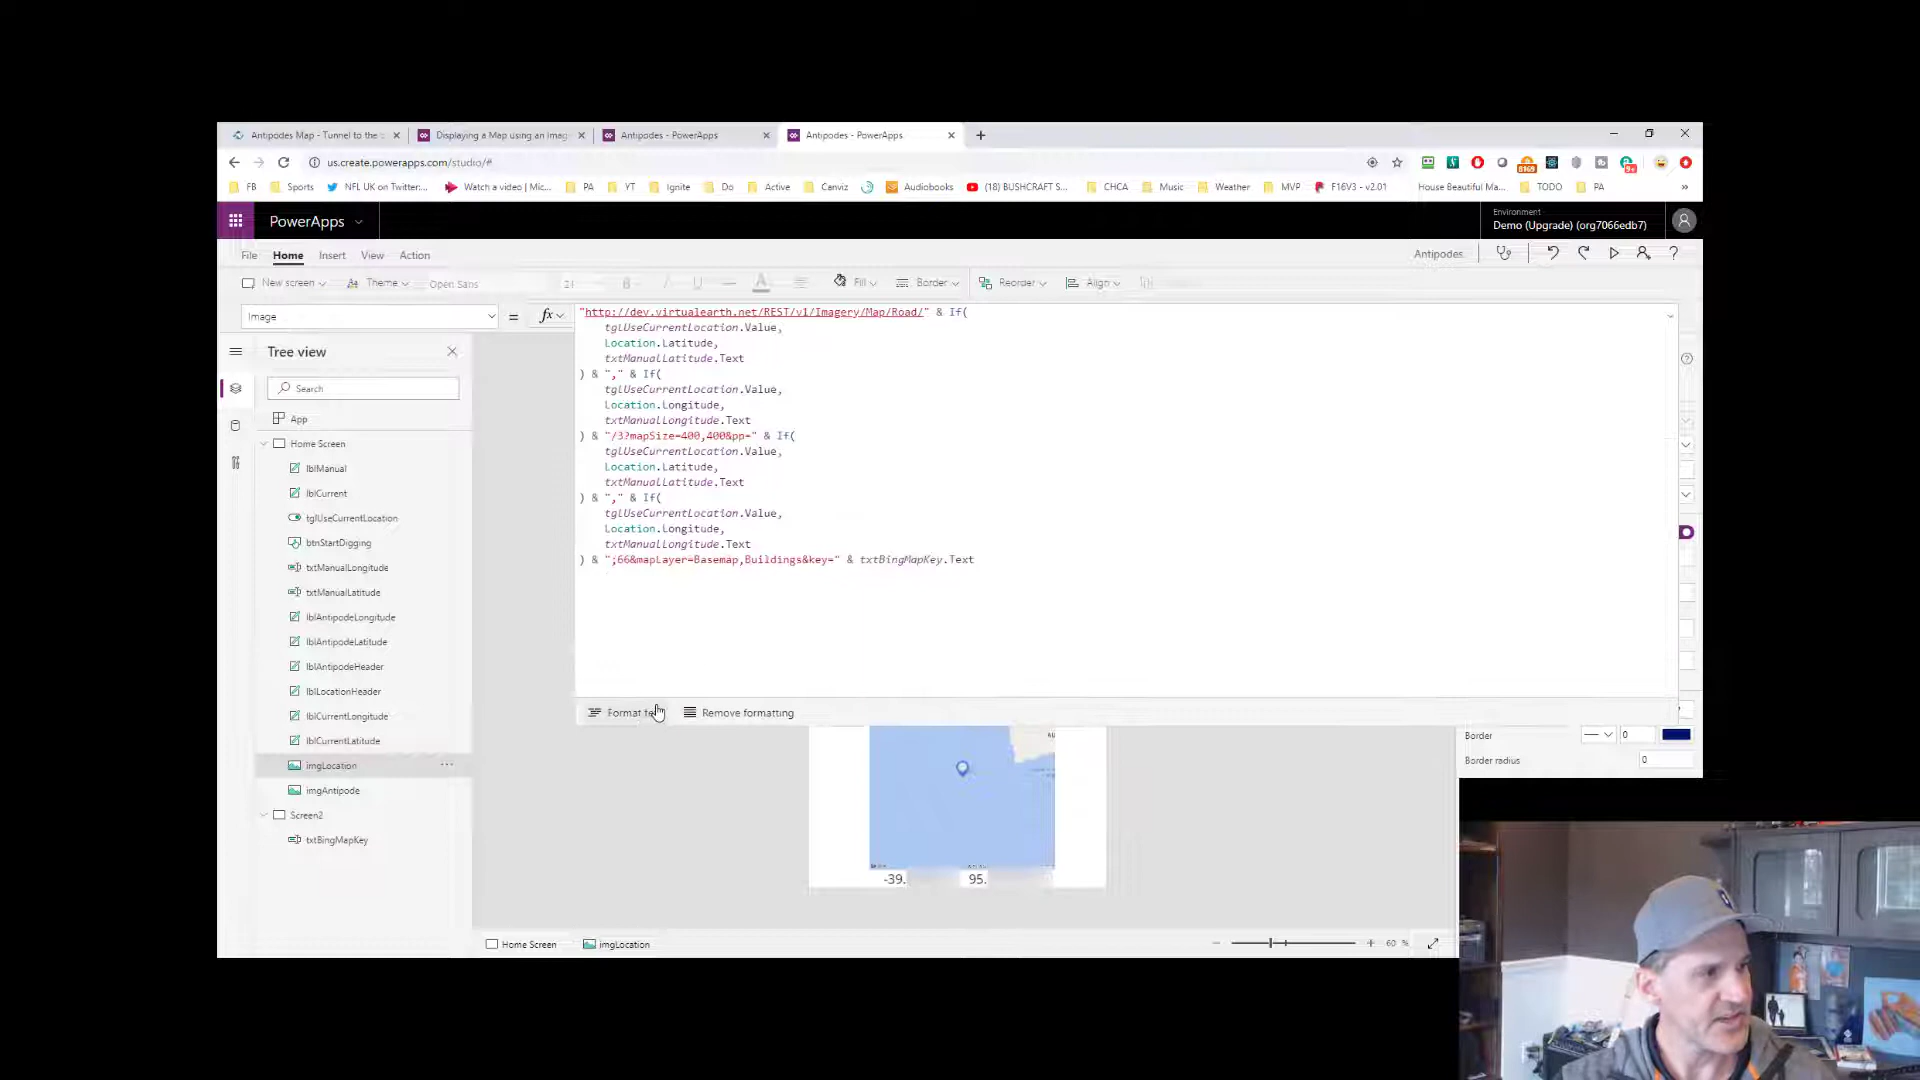 Antipodes Map - Tunnel to the
Displaying a Map using an Imag
Antipodes - PowerApps
Antipodes - PowerApps
us.create.powerapps.com/studio/#
FB
Sports
NFL UK on Twitter:...
Watch a video | Mic...
PA
YT
Ignite
Do
Active
Canviz
Audiobooks
(18) BUSHCRAFT S...
CHCA
Music
Weather
MVP
F16V3 - v2.01
House Beautiful Ma...
TODO
PA
PowerApps
Environment
Demo (Upgrade) (org7066edb7)
File
Home
Insert
View
Action
Antipodes
New screen
Theme
Open Sans
21
Fill
Border
Reorder
Align
Image
= fx
"http://dev.virtualearth.net/REST/v1/Imagery/Map/Road/" & If(
tglUseCurrentLocation.Value,
Location.Latitude,
txtManualLatitude.Text
) & "," & If(
tglUseCurrentLocation.Value,
Location.Longitude,
txtManualLongitude.Text
) & "/3?mapSize=400,400&pp=" & If(
tglUseCurrentLocation.Value,
Location.Latitude,
txtManualLatitude.Text
) & "," & If(
tglUseCurrentLocation.Value,
Location.Longitude,
txtManualLongitude.Text
) & ";66&mapLayer=Basemap,Buildings&key=" & txtBingMapKey.Text
Format te
Remove formatting
Tree view
Search
App
Home Screen
lblManual
lblCurrent
tglUseCurrentLocation
btnStartDigging
txtManualLongitude
txtManualLatitude
lblAntipodeLongitude
lblAntipodeLatitude
lblAntipodeHeader
lblLocationHeader
lblCurrentLongitude
lblCurrentLatitude
imgLocation
imgAntipode
Screen2
txtBingMapKey
-39.
95.
Border
0
Border radius
0
Home Screen
imgLocation
60 %